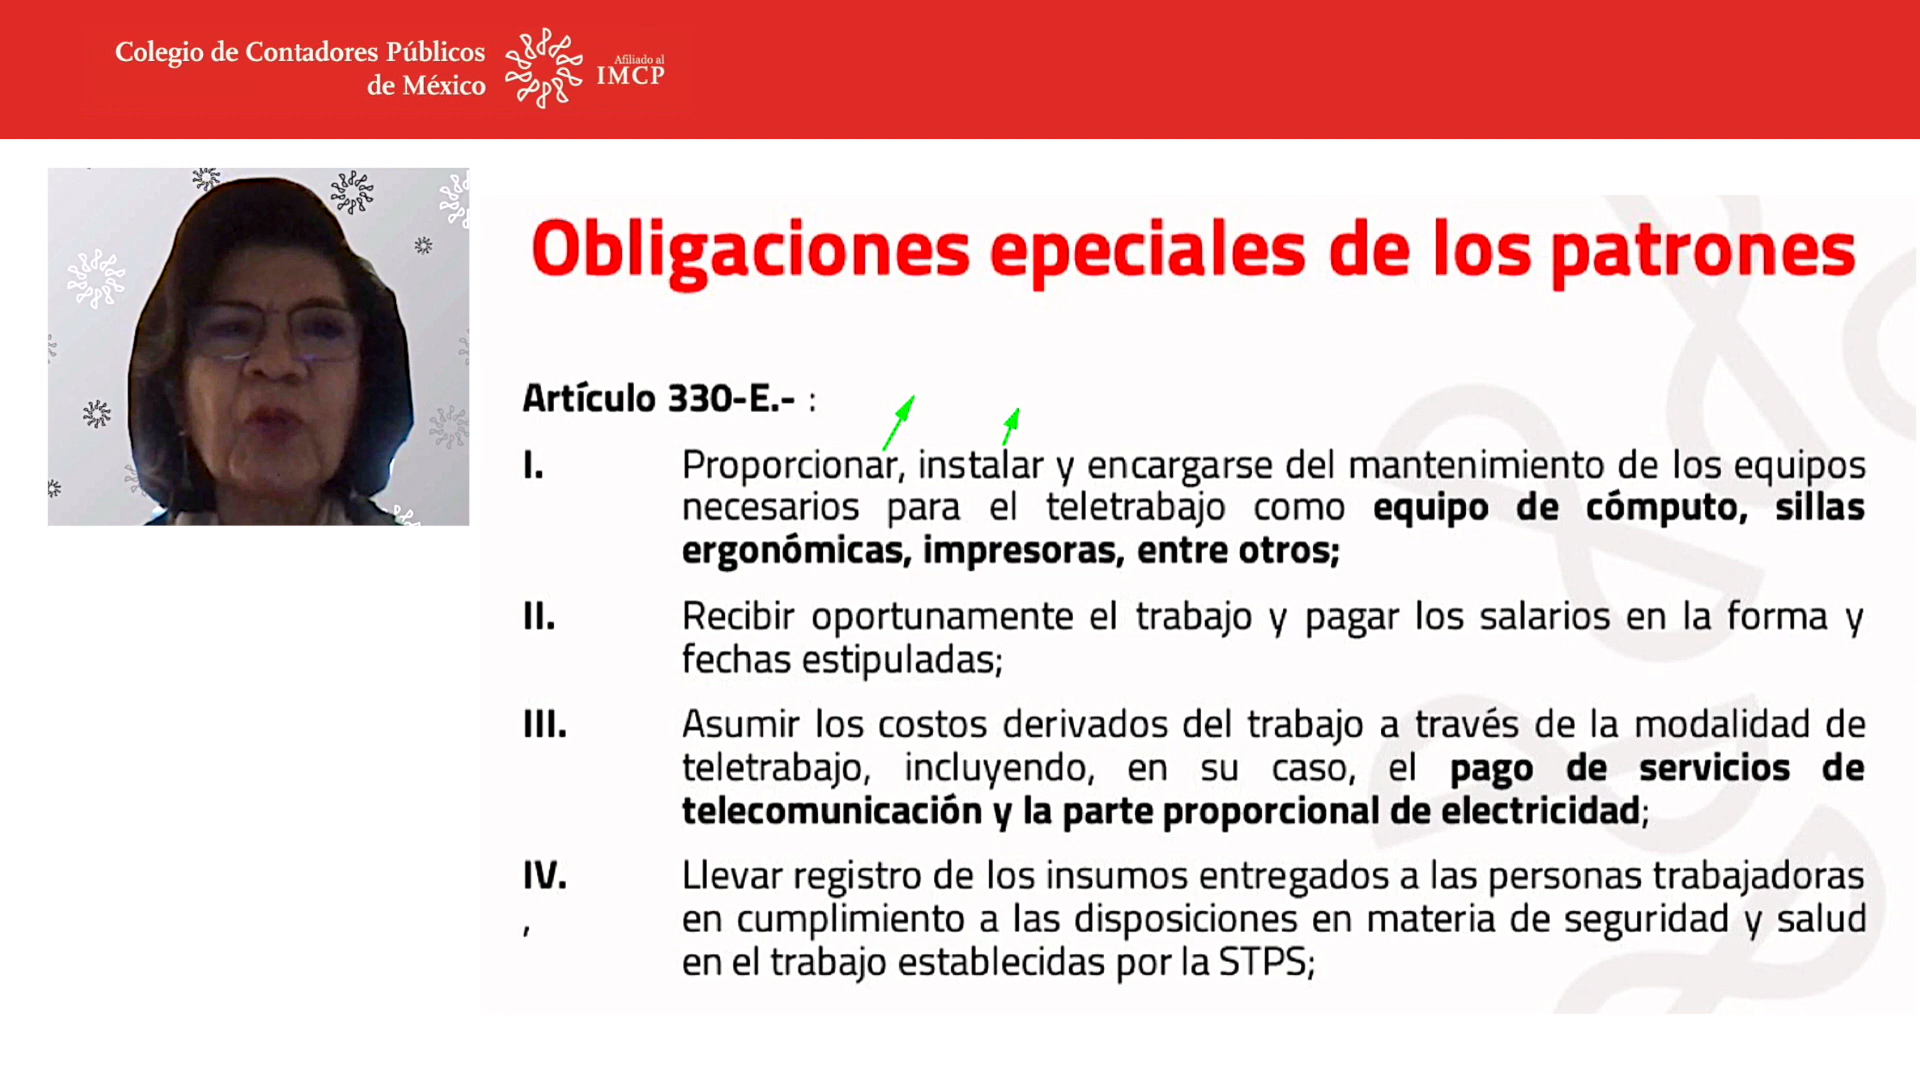 Colegio de Contadores Públicos
de México
Afiliado al
IMCP
Obligaciones epeciales de los patrones
Artículo 330-E.- :
I. Proporcionar, instalar y encargarse del mantenimiento de los equipos
necesarios para el teletrabajo como equipo de cómputo, sillas
ergonómicas, impresoras, entre otros;
II. Recibir oportunamente el trabajo y pagar los salarios en la forma y
fechas estipuladas;
III. Asumir los costos derivados del trabajo a través de la modalidad de
teletrabajo, incluyendo, en su caso, el pago de servicios de
telecomunicación y la parte proporcional de electricidad;
IV. Llevar registro de los insumos entregados a las personas trabajadoras
, en cumplimiento a las disposiciones en materia de seguridad y salud
en el trabajo establecidas por la STPS;